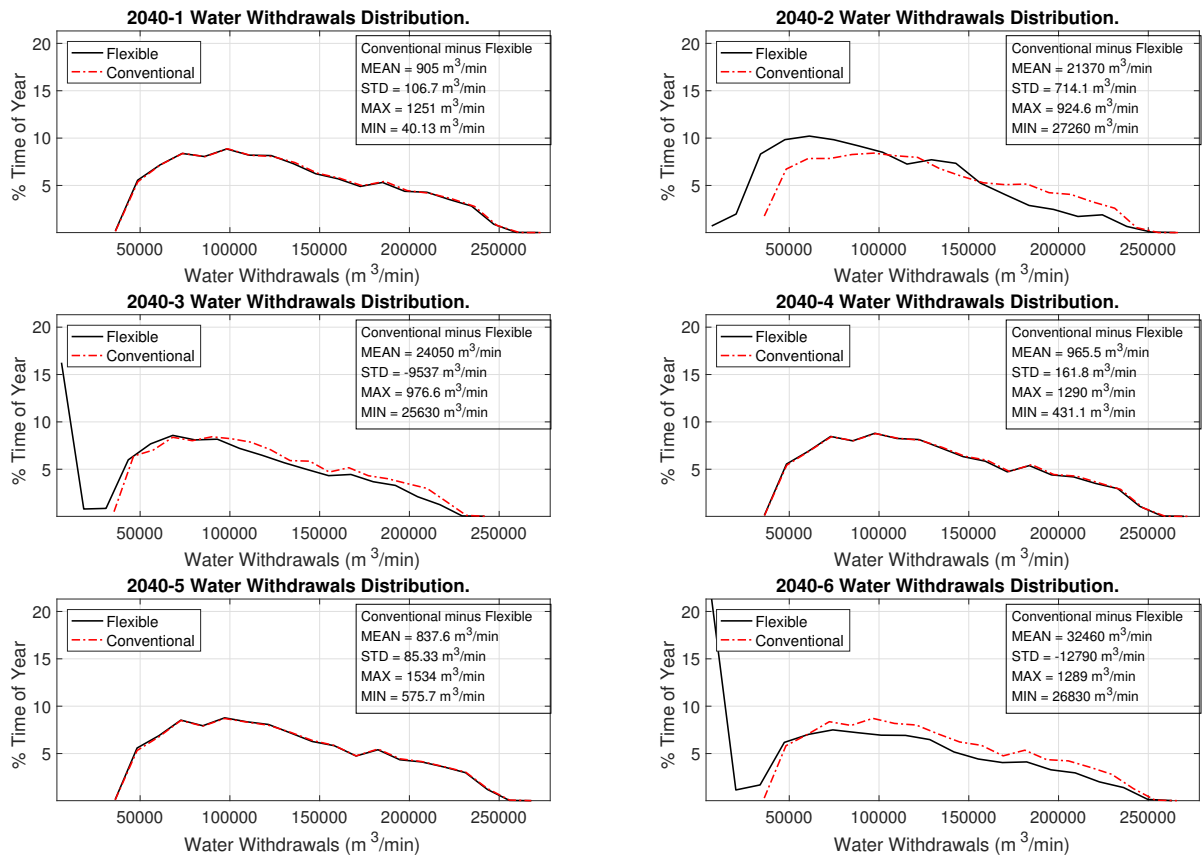 2040-1 Water Withdrawals Distribution.
% Time of Year
20
15
10
5
Flexible
Conventional
Conventional minus Flexible
MEAN = 905 m³/min
STD = 106.7 m³/min
MAX = 1251 m³/min
MIN = 40.13 m³/min
50000 100000 150000 200000 250000
Water Withdrawals (m ³/min)
2040-2 Water Withdrawals Distribution.
% Time of Year
20
15
10
5
Flexible
Conventional
Conventional minus Flexible
MEAN = 21370 m³/min
STD = 714.1 m³/min
MAX = 924.6 m³/min
MIN = 27260 m³/min
50000 100000 150000 200000 250000
Water Withdrawals (m ³/min)
2040-3 Water Withdrawals Distribution.
% Time of Year
20
15
10
5
Flexible
Conventional
Conventional minus Flexible
MEAN = 24050 m³/min
STD = -9537 m³/min
MAX = 976.6 m³/min
MIN = 25630 m³/min
50000 100000 150000 200000 250000
Water Withdrawals (m ³/min)
2040-4 Water Withdrawals Distribution.
% Time of Year
20
15
10
5
Flexible
Conventional
Conventional minus Flexible
MEAN = 965.5 m³/min
STD = 161.8 m³/min
MAX = 1290 m³/min
MIN = 431.1 m³/min
50000 100000 150000 200000 250000
Water Withdrawals (m ³/min)
2040-5 Water Withdrawals Distribution.
% Time of Year
20
15
10
5
Flexible
Conventional
Conventional minus Flexible
MEAN = 837.6 m³/min
STD = 85.33 m³/min
MAX = 1534 m³/min
MIN = 575.7 m³/min
50000 100000 150000 200000 250000
Water Withdrawals (m ³/min)
2040-6 Water Withdrawals Distribution.
% Time of Year
20
15
10
5
Flexible
Conventional
Conventional minus Flexible
MEAN = 32460 m³/min
STD = -12790 m³/min
MAX = 1289 m³/min
MIN = 26830 m³/min
50000 100000 150000 200000 250000
Water Withdrawals (m ³/min)